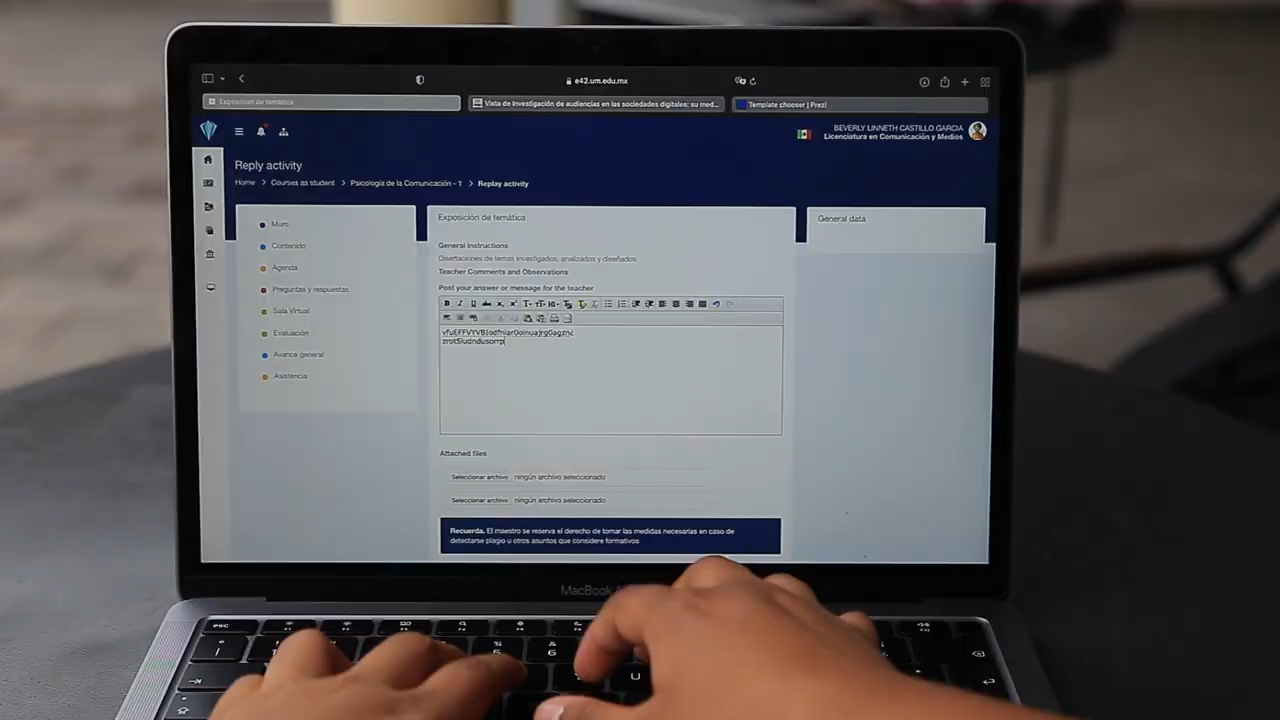 e42.um.edu.mx
Exposición de temática
Vista de Investigación de audiencias en las sociedades digitales: su med...
Template chooser | Prezi
BEVERLY LINNETH CASTILLO GARCIA
Licenciatura en Comunicación y Medios
Reply activity
Home > Courses as student > Psicología de la Comunicación - 1 > Replay activity
Muro
Contenido
Agenda
Preguntas y respuestas
Sala Virtual
Evaluación
Avance general
Asistencia
Exposición de temática
General instructions
Disertaciones de temas investigados, analizados y diseñados
Teacher Comments and Observations
Post your answer or message for the teacher
Attached files
Seleccionar archivo ningún archivo seleccionado
Seleccionar archivo ningún archivo seleccionado
Recuerda. El maestro se reserva el derecho de tomar las medidas necesarias en caso de
detectarse plagio u otros asuntos que considere formativos
General data
MacBook
esc
6
U